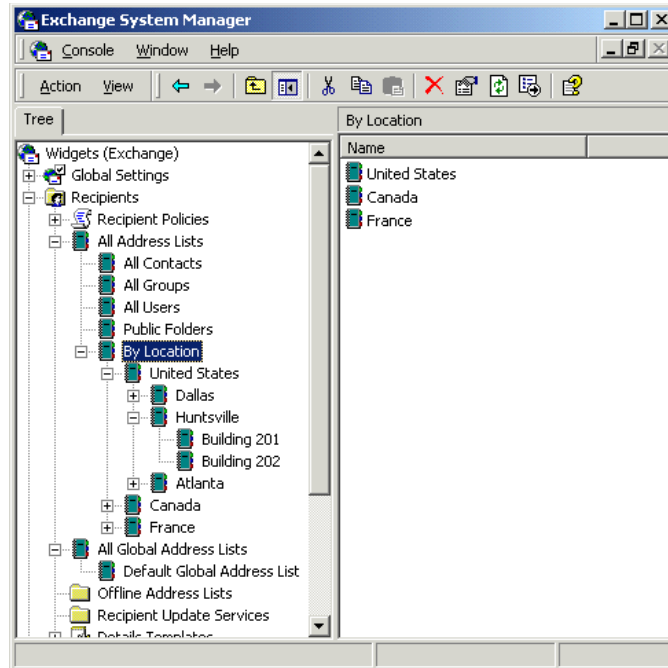 Exchange System Manager
Console Window Help
Action View
Tree
By Location
Widgets (Exchange)
Global Settings
Recipients
Recipient Policies
All Address Lists
All Contacts
All Groups
All Users
Public Folders
By Location
United States
Dallas
Huntsville
Building 201
Building 202
Atlanta
Canada
France
All Global Address Lists
Default Global Address List
Offline Address Lists
Recipient Update Services
Details Templates
Name
United States
Canada
France